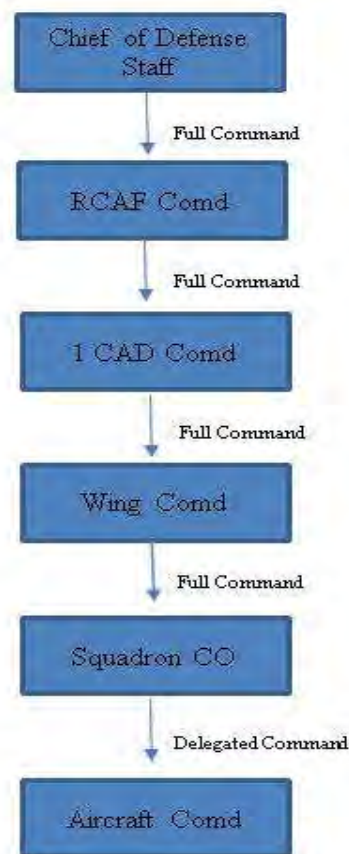 Chief of Defense
Staff
Full Command
RCAF Comd
Full Command
1 CAD Comd
Full Command
Wing Comd
Full Command
Squadron CO
Delegated Command
Aircraft Comd